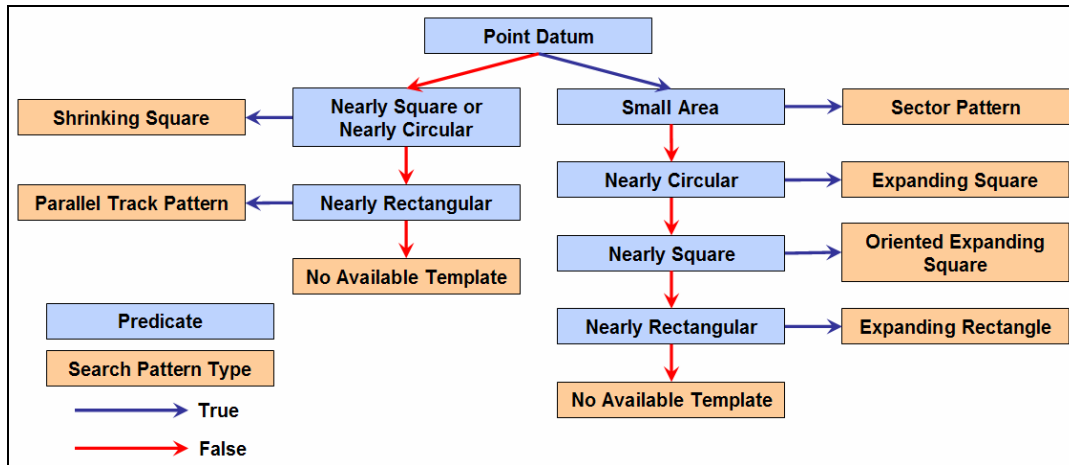 Point Datum
Shrinking Square
Nearly Square or
Nearly Circular
Small Area
Sector Pattern
Nearly Circular
Expanding Square
Parallel Track Pattern
Nearly Rectangular
Nearly Square
Oriented Expanding
Square
No Available Template
Predicate
Nearly Rectangular
Expanding Rectangle
Search Pattern Type
No Available Template
True
False